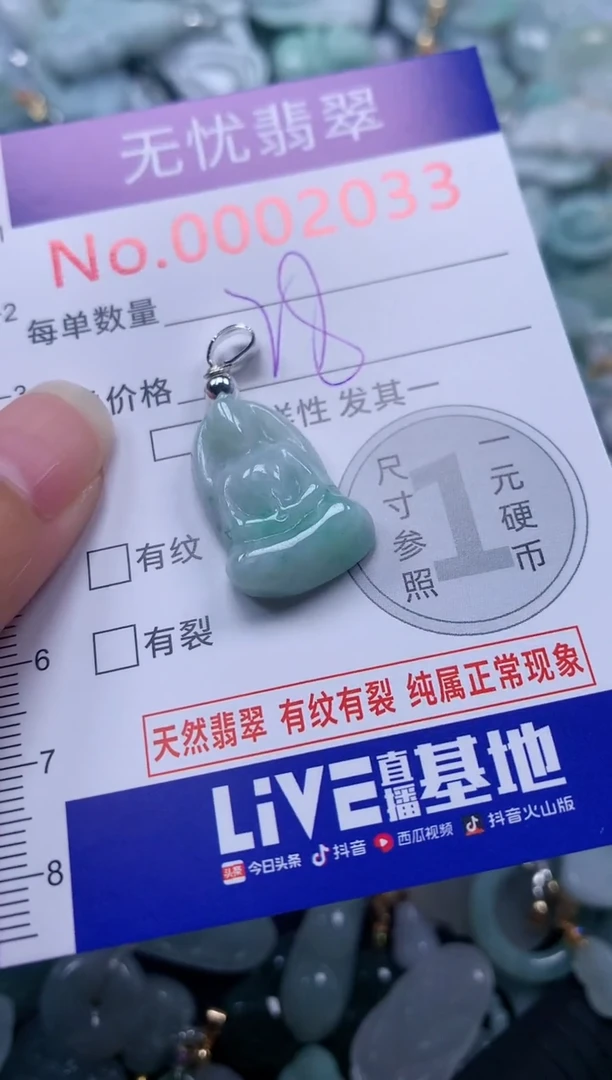 无忧翡翠
No.0002033
每单数量
价格
样性 发其一
有纹
有裂
尺寸参照
1
一元硬币
6
7
8
天然翡翠 有纹有裂 纯属正常现象
LiVE直播基地
头条 今日头条 抖音 西瓜视频 抖音火山版